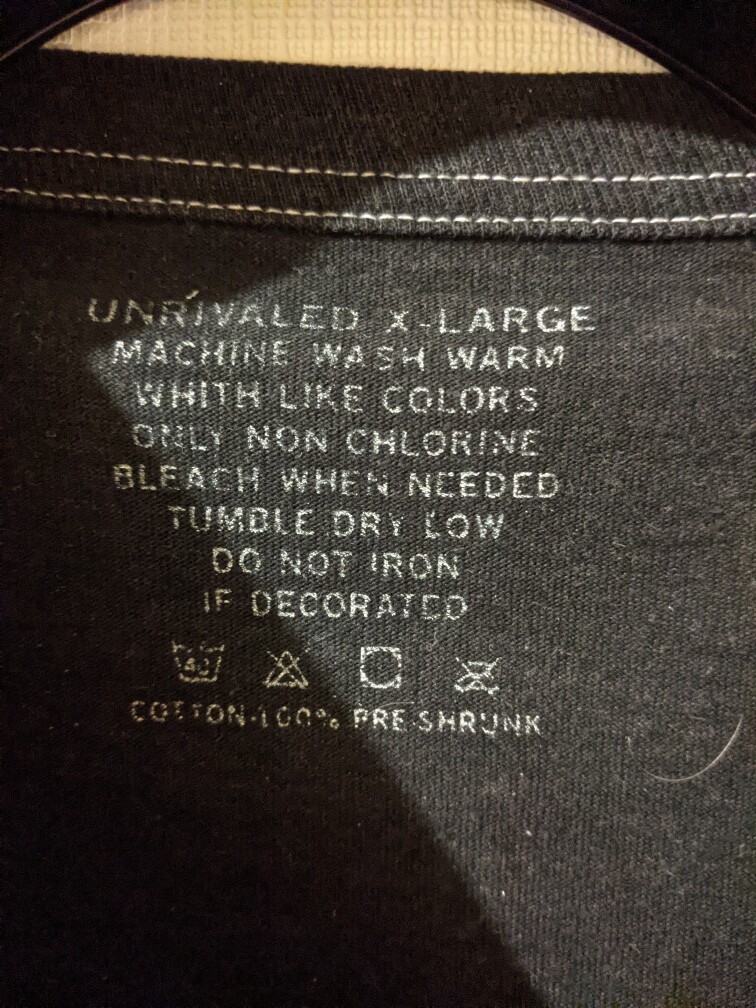 UNRIVALED X-LARGE
MACHINE WASH WARM
WHITH LIKE COLORS
ONLY NON CHLORINE
BLEACH WHEN NEEDED
TUMBLE DRY LOW
DO NOT IRON
IF DECORATED
40
COTTON-100% PRE-SHRUNK